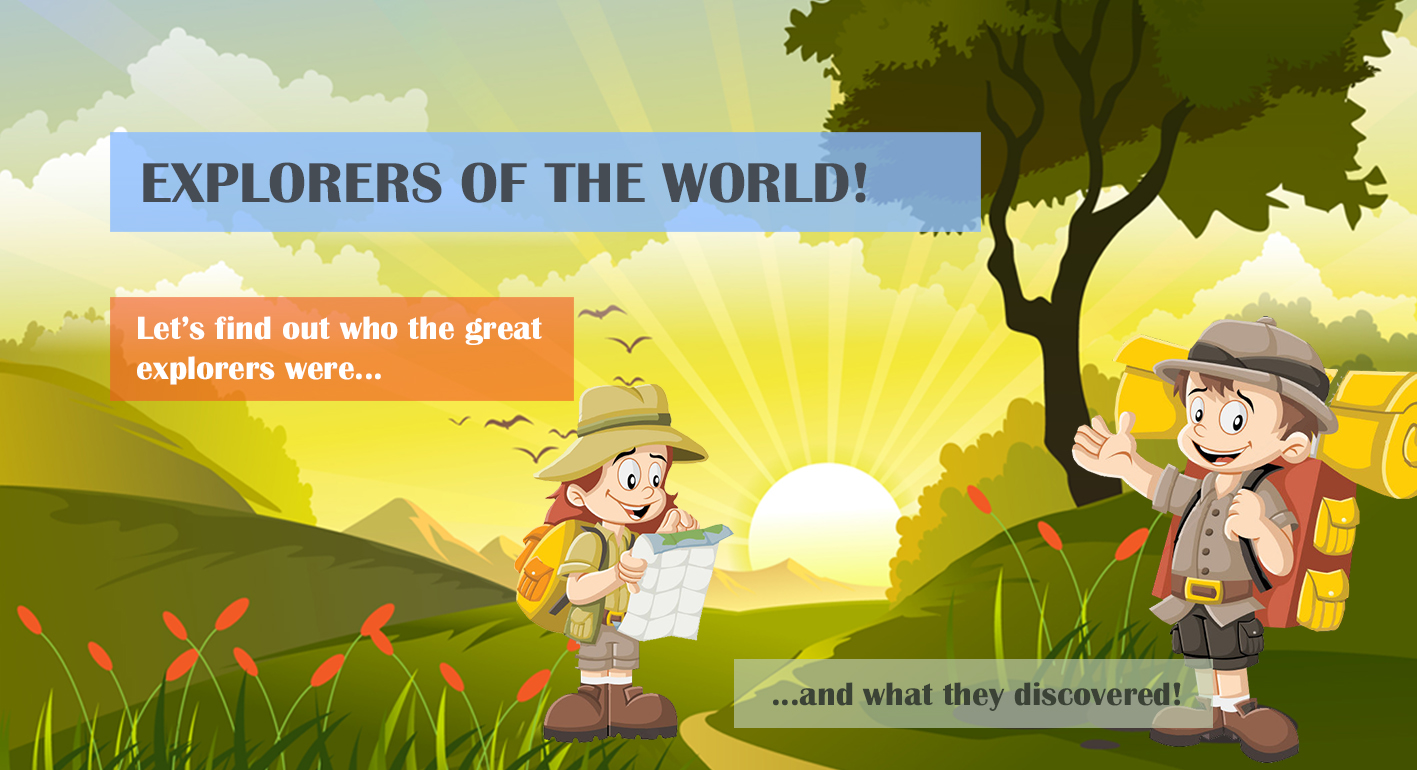 EXPLORERS OF THE WORLD!
Let’s find out who the great
explorers were...
...and what they discovered!